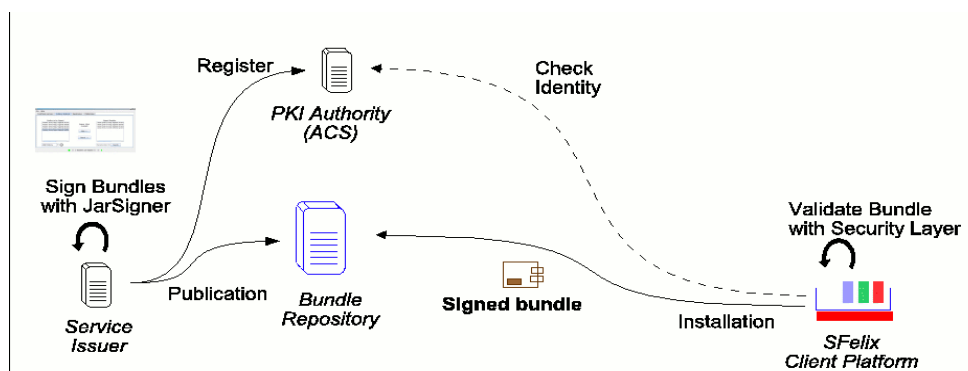 Register
Check
Identity
PKI Authority
(ACS)
Sign Bundles
with JarSigner
Validate Bundle
with Security Layer
Publication
Bundle
Repository
Signed bundle
Installation
Service
Issuer
SFelix
Client Platform